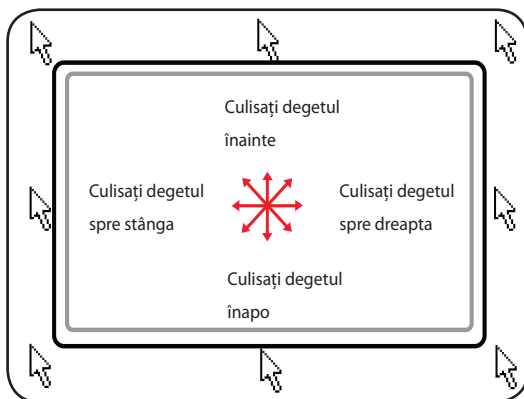 Culisați degetul
înainte
Culisați degetul
spre stânga
Culisați degetul
spre dreapta
Culisați degetul
înapo